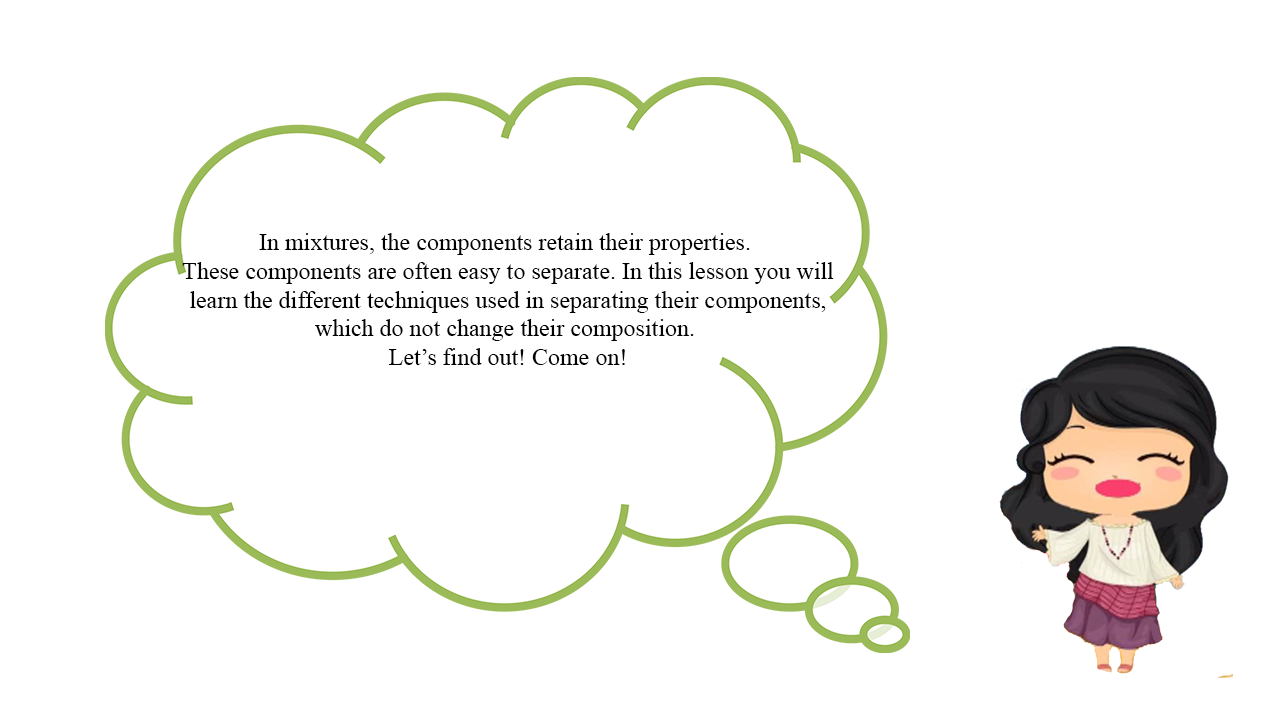 In mixtures, the components retain their properties.
These components are often easy to separate. In this lesson you will
learn the different techniques used in separating their components,
which do not change their composition.
Let’s find out! Come on!